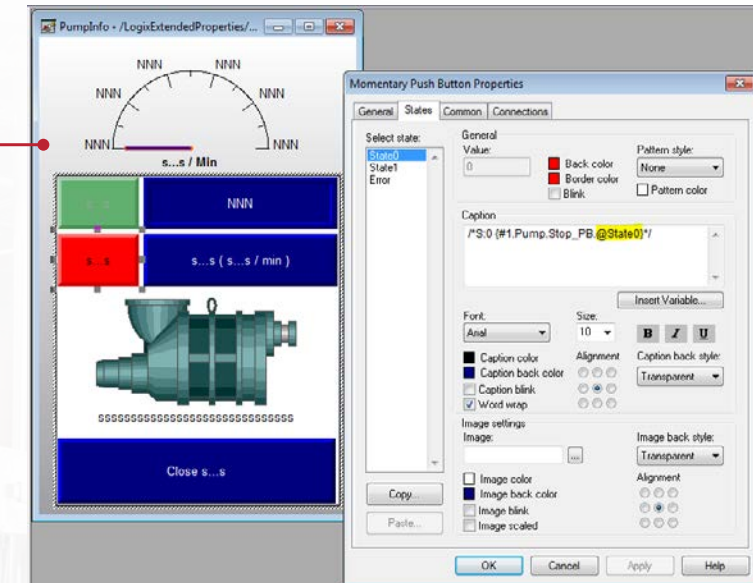 PumpInfo - /LogixExtendedProperties/...
NNN NNN
NNN NNN
NNN NNN
s...s / Min
s...s NNN
s...s s...s ( s...s / min )
ssssssssssssssssssssssssssssss
Close s...s
Momentary Push Button Properties
General States Common Connections
Select state:
State0
State1
Error
Copy...
Paste...
General
Value:
0
Back color
Border color
Blink
Pattern style:
None
Pattern color
Caption
/*S:0 {#1.Pump.Stop_PB.@State0}*/
Insert Variable...
Font:
Arial
Size:
10
B I U
Caption color
Caption back color
Caption blink
Word wrap
Alignment
Caption back style:
Transparent
Image settings
Image:
...
Image back style:
Transparent
Image color
Image back color
Image blink
Image scaled
Alignment
OK Cancel Apply Help